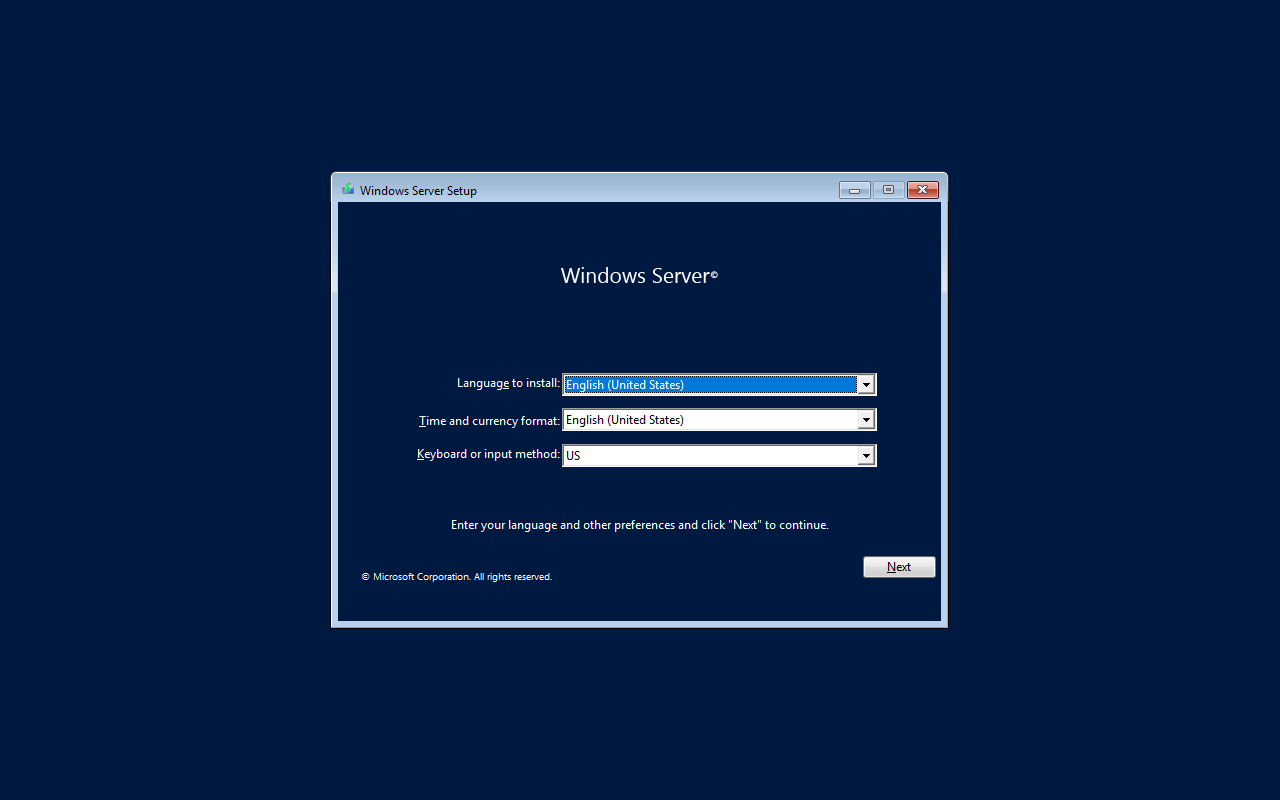 Windows Server Setup
Windows Server©
Language to install: English (United States)
Time and currency format: English (United States)
Keyboard or input method: US
Enter your language and other preferences and click "Next" to continue.
Next
© Microsoft Corporation. All rights reserved.